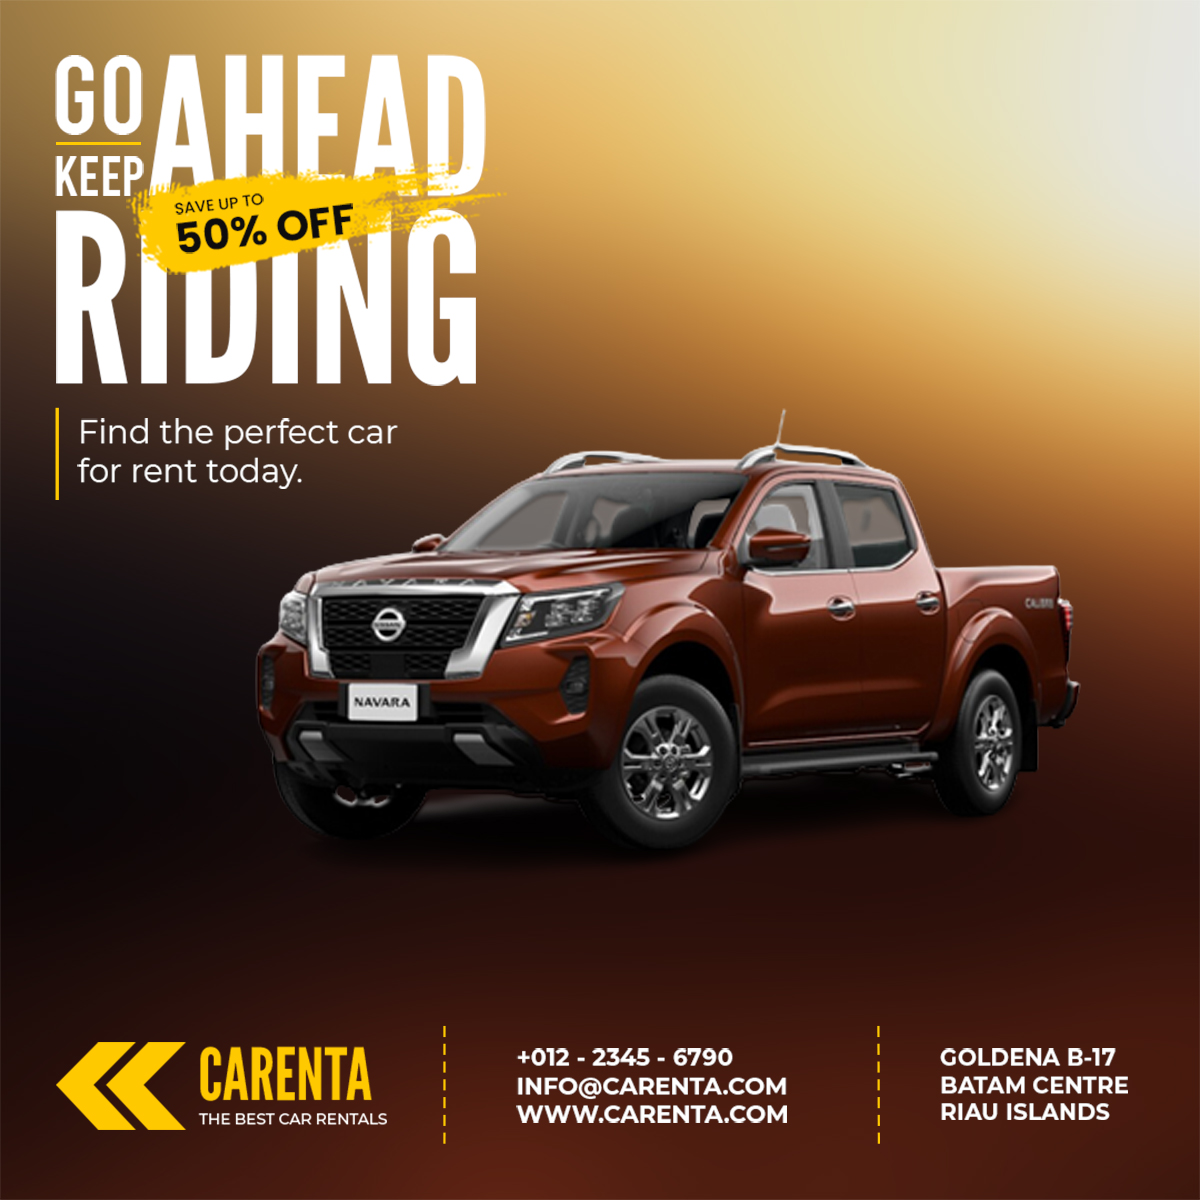 GO
KEEP
AHEAD
RIDING
SAVE UP TO
50% OFF
Find the perfect car
for rent today.
NAVARA
NISSAN
NAVARA
CALIBRE
CARENTA
THE BEST CAR RENTALS
+012 - 2345 - 6790
INFO@CARENTA.COM
WWW.CARENTA.COM
GOLDENA B-17
BATAM CENTRE
RIAU ISLANDS